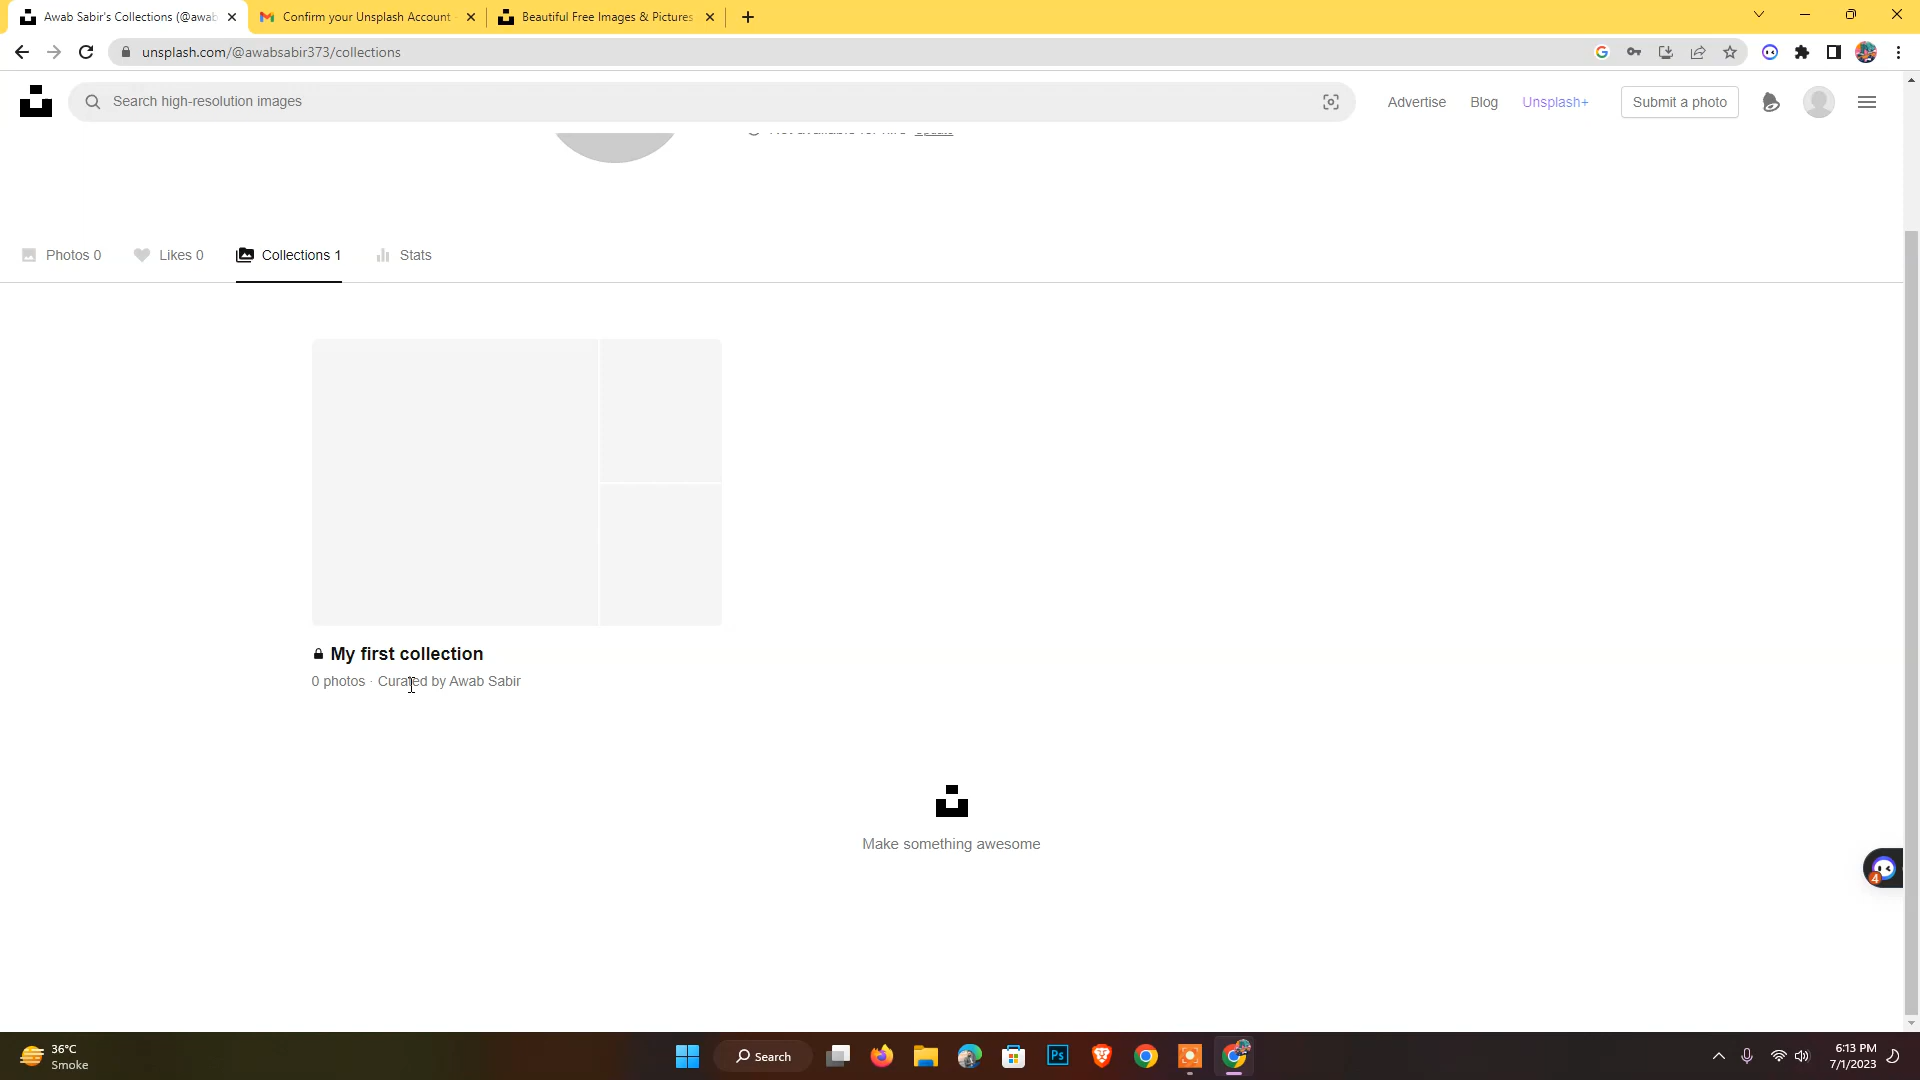 Awab Sabir's Collections (@awab
Confirm your Unsplash Account
Beautiful Free Images & Pictures
unsplash.com/@awabsabir373/collections
Search high-resolution images
Advertise
Blog
Unsplash+
Submit a photo
Photos 0
Likes 0
Collections 1
Stats
My first collection
0 photos · Curated by Awab Sabir
Make something awesome
4
36°C
Smoke
Search
Ps
6:13 PM
7/1/2023